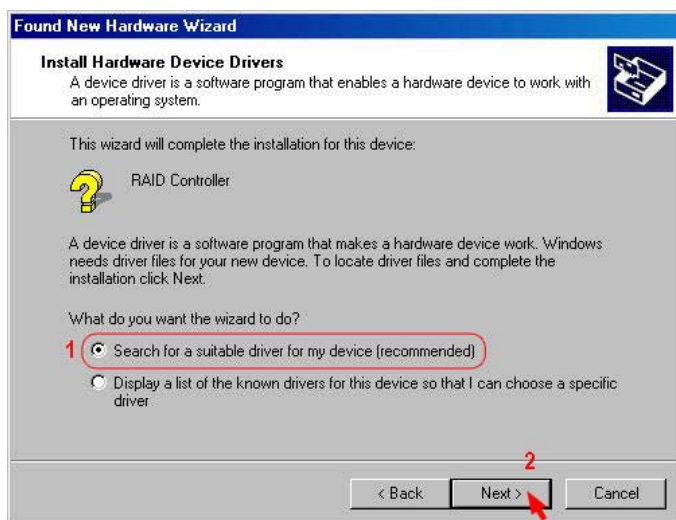 Found New Hardware Wizard
Install Hardware Device Drivers
A device driver is a software program that enables a hardware device to work with
an operating system.
This wizard will complete the installation for this device:
RAID Controller
A device driver is a software program that makes a hardware device work. Windows
needs driver files for your new device. To locate driver files and complete the
installation click Next.
What do you want the wizard to do?
1 Search for a suitable driver for my device (recommended)
Display a list of the known drivers for this device so that I can choose a specific
driver
2
< Back Next > Cancel